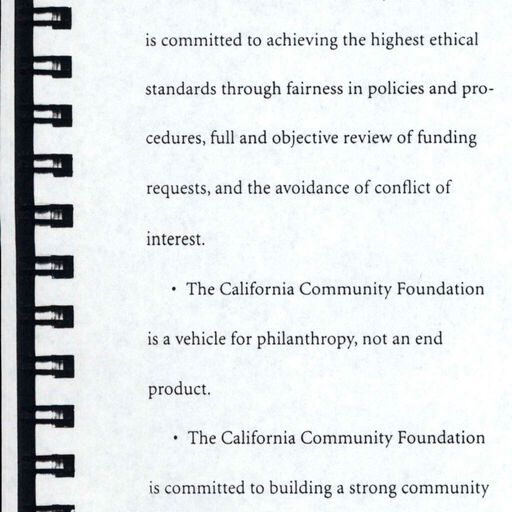 is committed to achieving the highest ethical
standards through fairness in policies and pro-
cedures, full and objective review of funding
requests, and the avoidance of conflict of
interest.
• The California Community Foundation
is a vehicle for philanthropy, not an end
product.
• The California Community Foundation
is committed to building a strong community